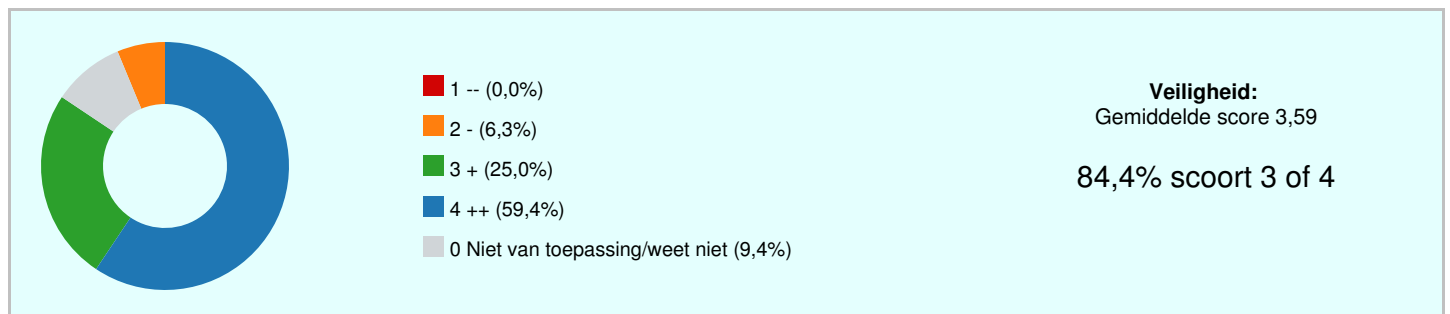 1 -- (0,0%)
2 - (6,3%)
3 + (25,0%)
4 ++ (59,4%)
0 Niet van toepassing/weet niet (9,4%)
Veiligheid:
Gemiddelde score 3,59
84,4% scoort 3 of 4